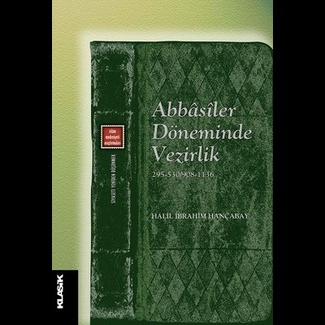 Abbâsîler
Döneminde
Vezirlik
295-530/908-1136
HALİL İBRAHİM HANÇABAY
KLASİK